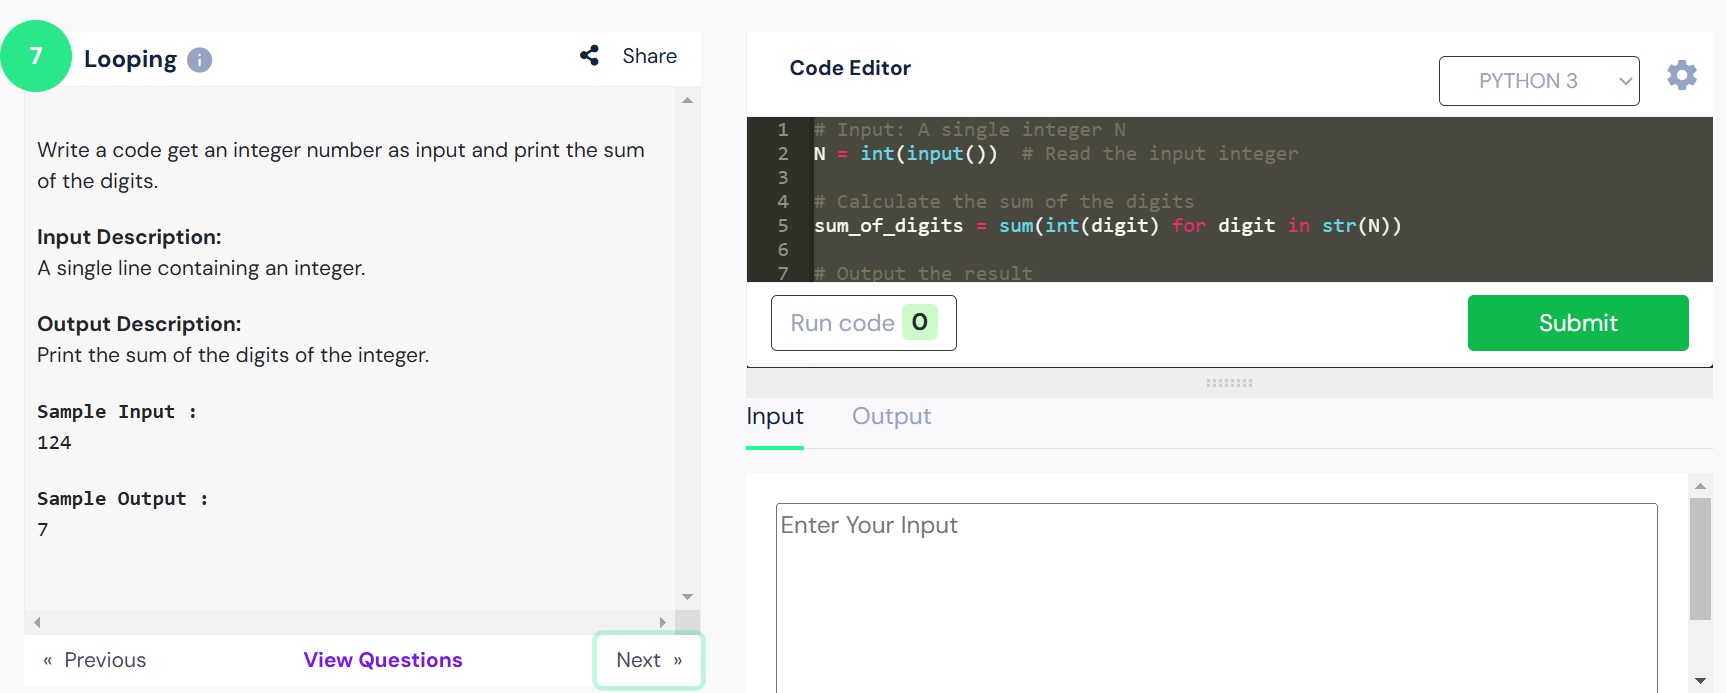 7
Looping
Share
Write a code get an integer number as input and print the sum
of the digits.
Input Description:
A single line containing an integer.
Output Description:
Print the sum of the digits of the integer.
Sample Input :
124
Sample Output :
7
« Previous
View Questions
Next »
Code Editor
PYTHON 3
1 # Input: A single integer N
2 N = int(input())  # Read the input integer
3
4 # Calculate the sum of the digits
5 sum_of_digits = sum(int(digit) for digit in str(N))
6
7 # Output the result
Run code 0
Submit
Input
Output
Enter Your Input